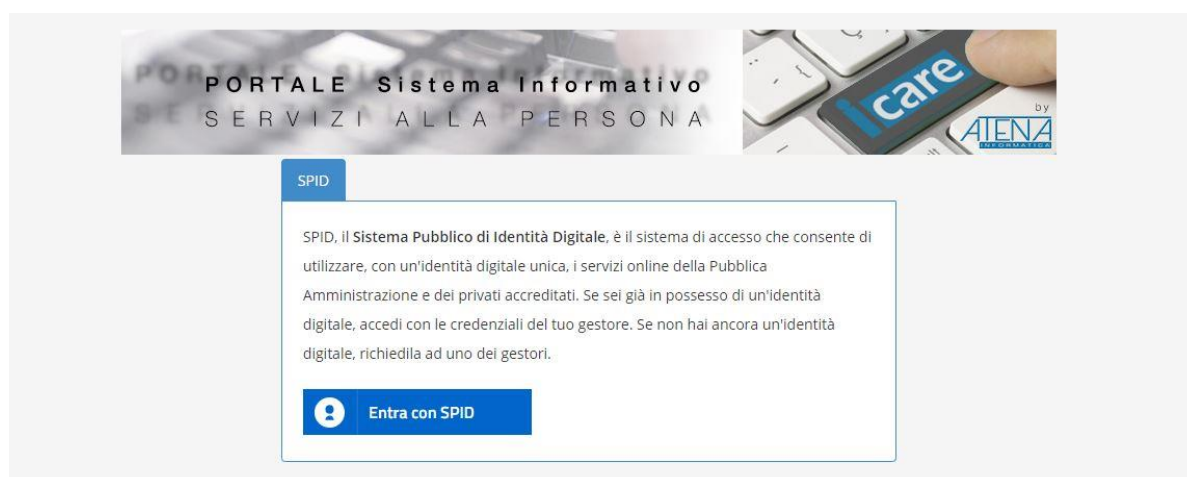 PORTALE Sistema Informativo
SERVIZI ALLA PERSONA
i care
by
ATENA
INFORMATICA
SPID
SPID, il Sistema Pubblico di Identità Digitale, è il sistema di accesso che consente di
utilizzare, con un'identità digitale unica, i servizi online della Pubblica
Amministrazione e dei privati accreditati. Se sei già in possesso di un'identità
digitale, accedi con le credenziali del tuo gestore. Se non hai ancora un'identità
digitale, richiedila ad uno dei gestori.
Entra con SPID